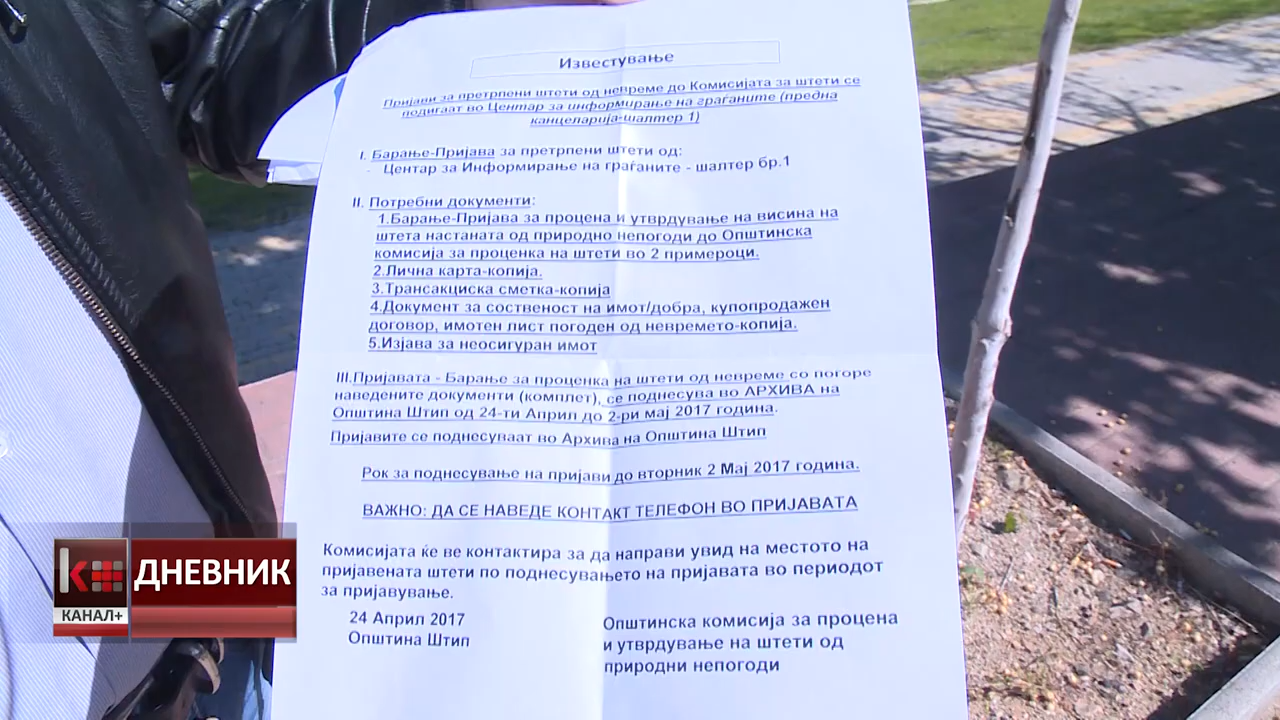 Известување
Пријави за претрпени штети од невреме до Комисијата за штети се
подигаат во Центар за информирање на граѓаните (предна
канцеларија-шалтер 1)
I. Барање-Пријава за претрпени штети од:
Центар за Информирање на граѓаните - шалтер бр.1
II. Потребни документи:
1.Барање-Пријава за процена и утврдување на висина на
штета настаната од природно непогоди до Општинска
комисија за проценка на штети во 2 примероци.
2.Лична карта-копија.
3.Трансакциска сметка-копија
4.Документ за сосственост на имот/добра, купопродажен
договор, имотен лист погоден од невремето-копија.
5.Изјава за неосигуран имот
III.Пријавата - Барање за проценка на штети од невреме со погоре
наведените документи (комплет), се поднесува во АРХИВА на
Општина Штип од 24-ти Април до 2-ри мај 2017 година.
Пријавите се поднесуваат во Архива на Општина Штип
Рок за поднесување на пријави до вторник 2 Мај 2017 година.
ВАЖНО: ДА СЕ НАВЕДЕ КОНТАКТ ТЕЛЕФОН ВО ПРИЈАВАТА
Комисијата ќе ве контактира за да направи увид на местото на
пријавената штети по поднесувањето на пријавата во периодот
за пријавување.
24 Април 2017
Општина Штип
Општинска комисија за процена
и утврдување на штети од
природни непогоди
К ДНЕВНИК
КАНАЛ+